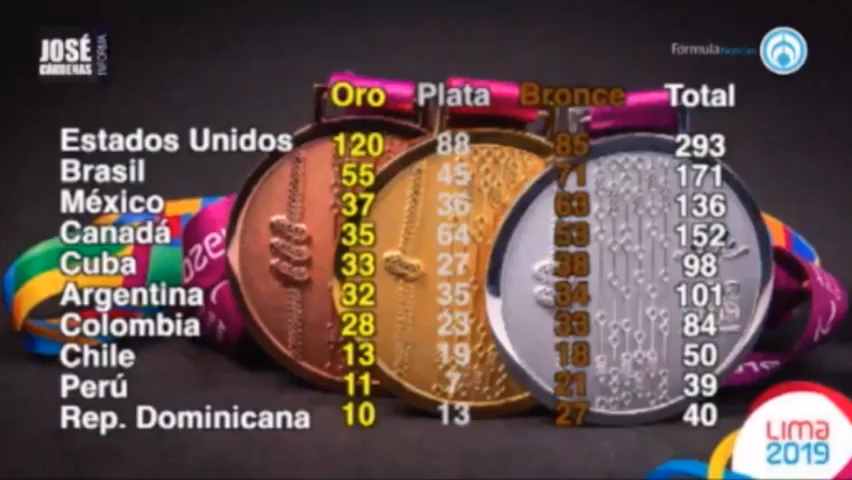 JOSÉ
CÁRDENAS
INFORMA
Formula Noticias
Oro Plata Bronce Total
Estados Unidos 120 88 85 293
Brasil 55 45 71 171
México 37 36 63 136
Canadá 35 64 53 152
Cuba 33 27 38 98
Argentina 32 35 34 101
Colombia 28 23 33 84
Chile 13 19 18 50
Perú 11 7 21 39
Rep. Dominicana 10 13 27 40
Lima
2019